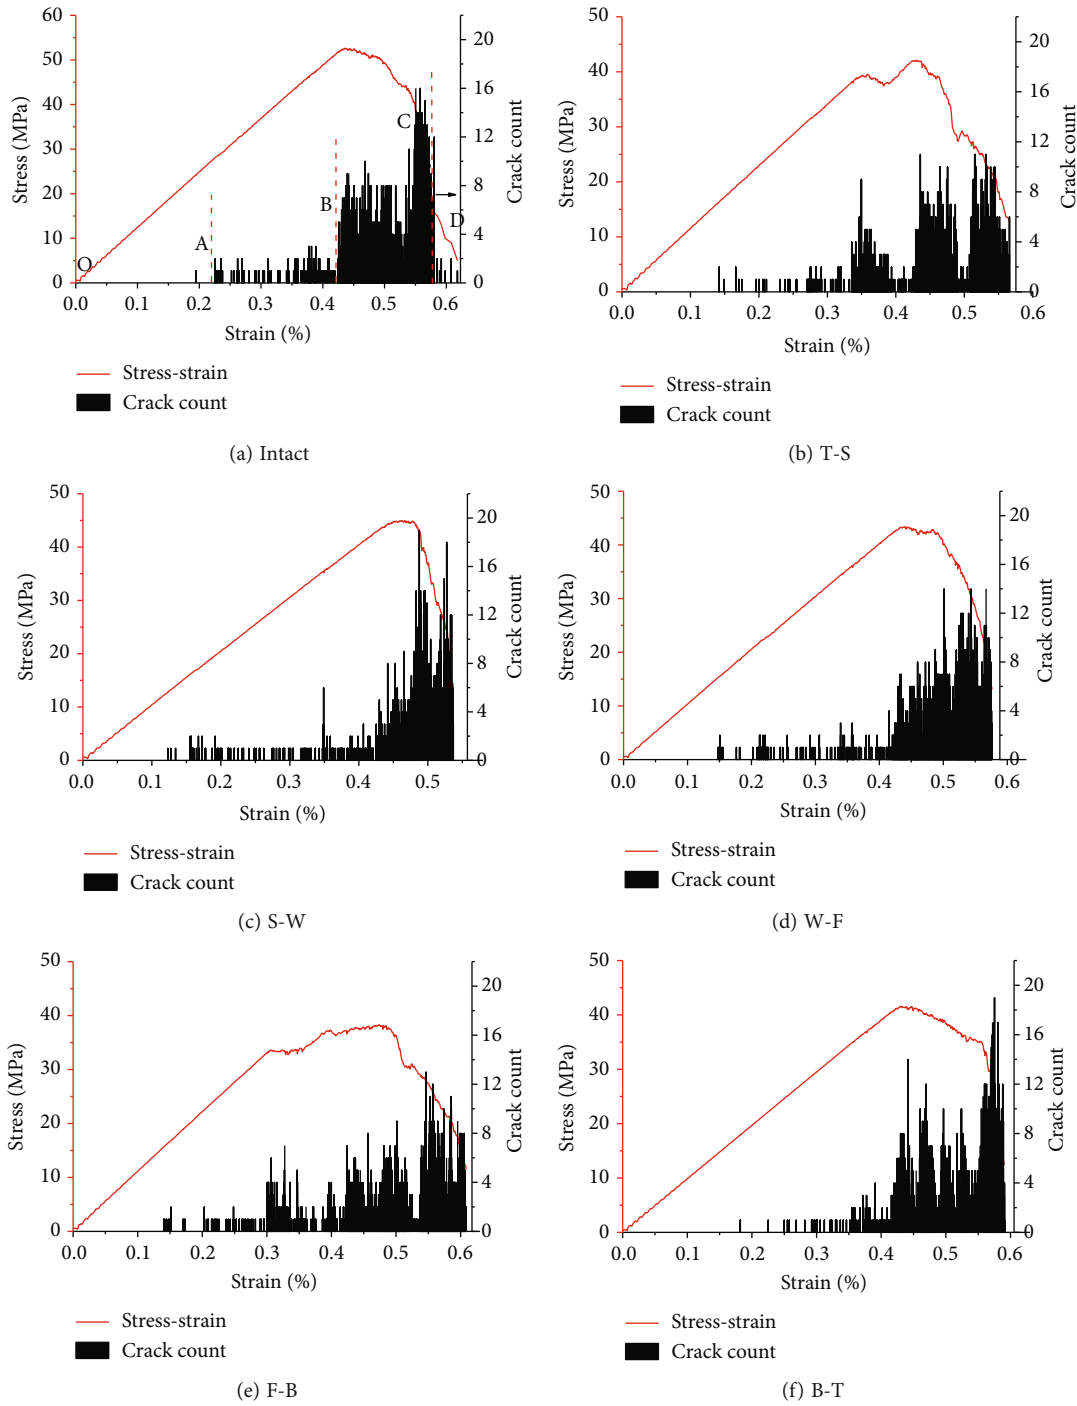 60
50
40
30
20
10
0
Stress (MPa)
20
16
12
8
4
0
Crack count
O
A
B
C
D
0.0 0.1 0.2 0.3 0.4 0.5 0.6
Strain (%)
Stress-strain
Crack count
(a) Intact
50
40
30
20
10
0
Stress (MPa)
20
16
12
8
4
0
Crack count
0.0 0.1 0.2 0.3 0.4 0.5 0.6
Strain (%)
Stress-strain
Crack count
(b) T-S
50
40
30
20
10
0
Stress (MPa)
20
16
12
8
4
0
Crack count
0.0 0.1 0.2 0.3 0.4 0.5
Strain (%)
Stress-strain
Crack count
(c) S-W
50
40
30
20
10
0
Stress (MPa)
20
16
12
8
4
0
Crack count
0.0 0.1 0.2 0.3 0.4 0.5 0.6
Strain (%)
Stress-strain
Crack count
(d) W-F
50
40
30
20
10
0
Stress (MPa)
20
16
12
8
4
0
Crack count
0.0 0.1 0.2 0.3 0.4 0.5 0.6
Strain (%)
Stress-strain
Crack count
(e) F-B
50
40
30
20
10
0
Stress (MPa)
20
16
12
8
4
0
Crack count
0.0 0.1 0.2 0.3 0.4 0.5 0.6
Strain (%)
Stress-strain
Crack count
(f) B-T